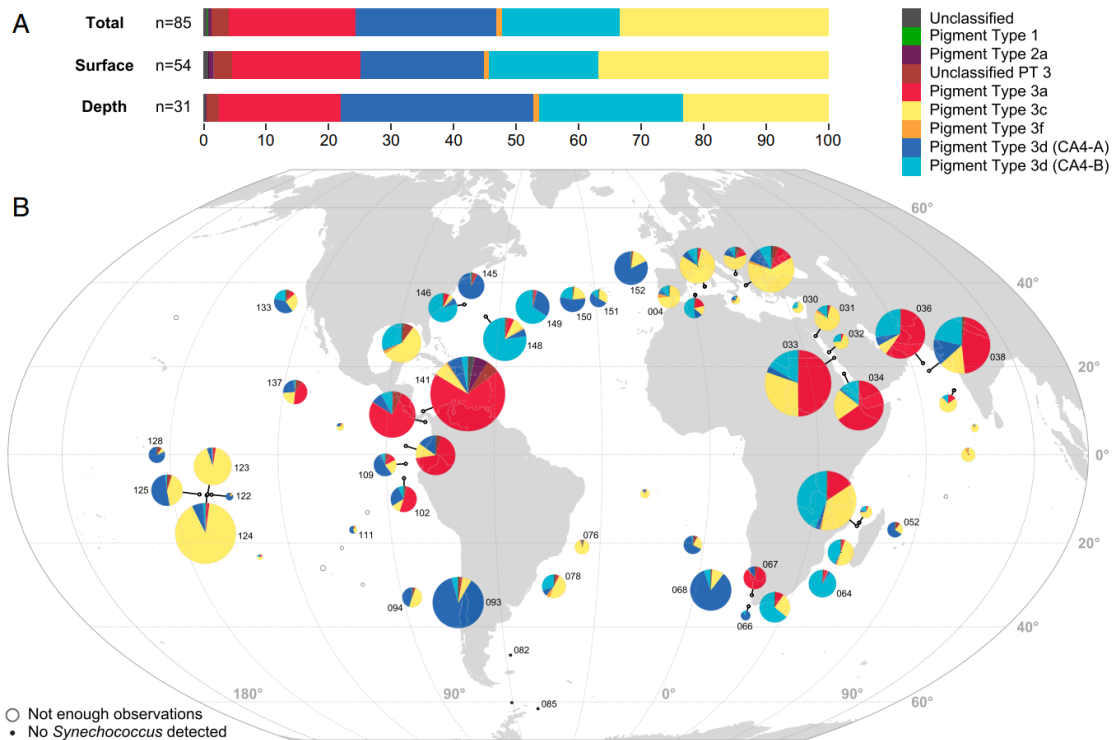 A
Total n=85
Surface n=54
Depth n=31
0 10 20 30 40 50 60 70 80 90 100
Unclassified
Pigment Type 1
Pigment Type 2a
Unclassified PT 3
Pigment Type 3a
Pigment Type 3c
Pigment Type 3f
Pigment Type 3d (CA4-A)
Pigment Type 3d (CA4-B)
B
60°
40°
20°
0°
20°
40°
60°
180° 90° 0° 90°
145
146
133
149
150
151
152
148
004
030
031
032
036
038
033
034
141
137
128
123
125
122
124
109
102
111
076
078
094
093
052
067
068
066
064
082
085
Not enough observations
No Synechococcus detected